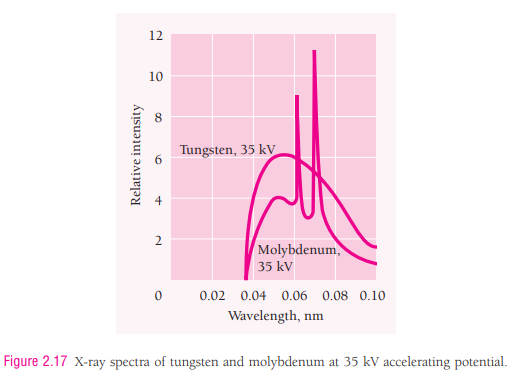 12
10
8
6
4
2
0
Relative intensity
Tungsten, 35 kV
Molybdenum,
35 kV
0.02 0.04 0.06 0.08 0.10
Wavelength, nm
Figure 2.17 X-ray spectra of tungsten and molybdenum at 35 kV accelerating potential.